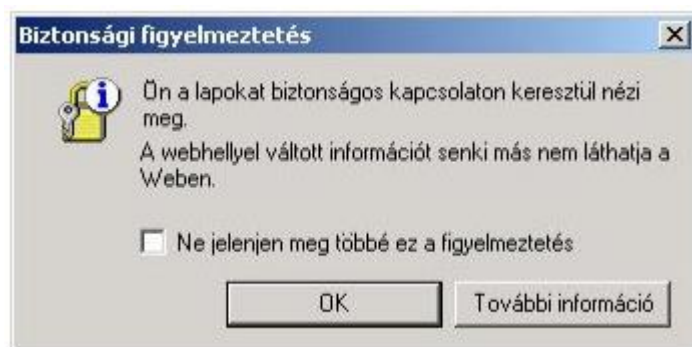 Biztonsági figyelmeztetés
Ön a lapokat biztonságos kapcsolaton keresztül nézi
meg.
A webhellyel váltott információt senki más nem láthatja a
Weben.
Ne jelenjen meg többé ez a figyelmeztetés
OK
További információ